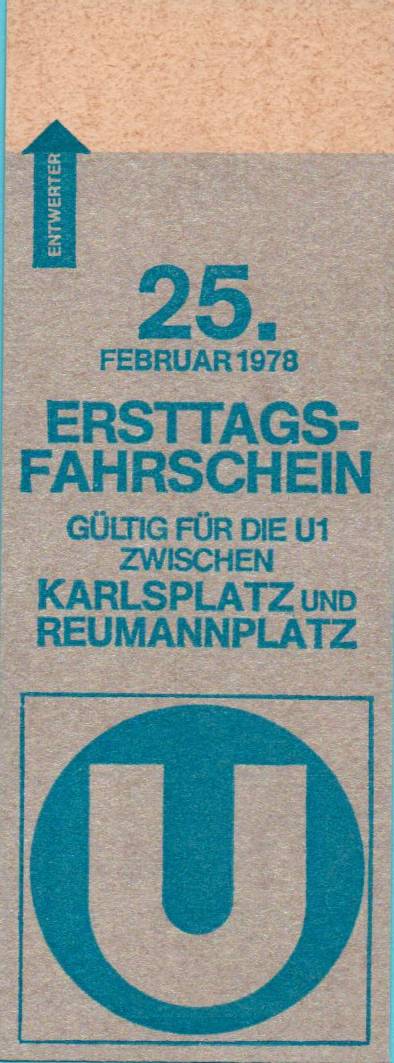 ENTWERTER
25.
FEBRUAR 1978
ERSTTAGS-
FAHRSCHEIN
GÜLTIG FÜR DIE U1
ZWISCHEN
KARLSPLATZ UND
REUMANNPLATZ
U